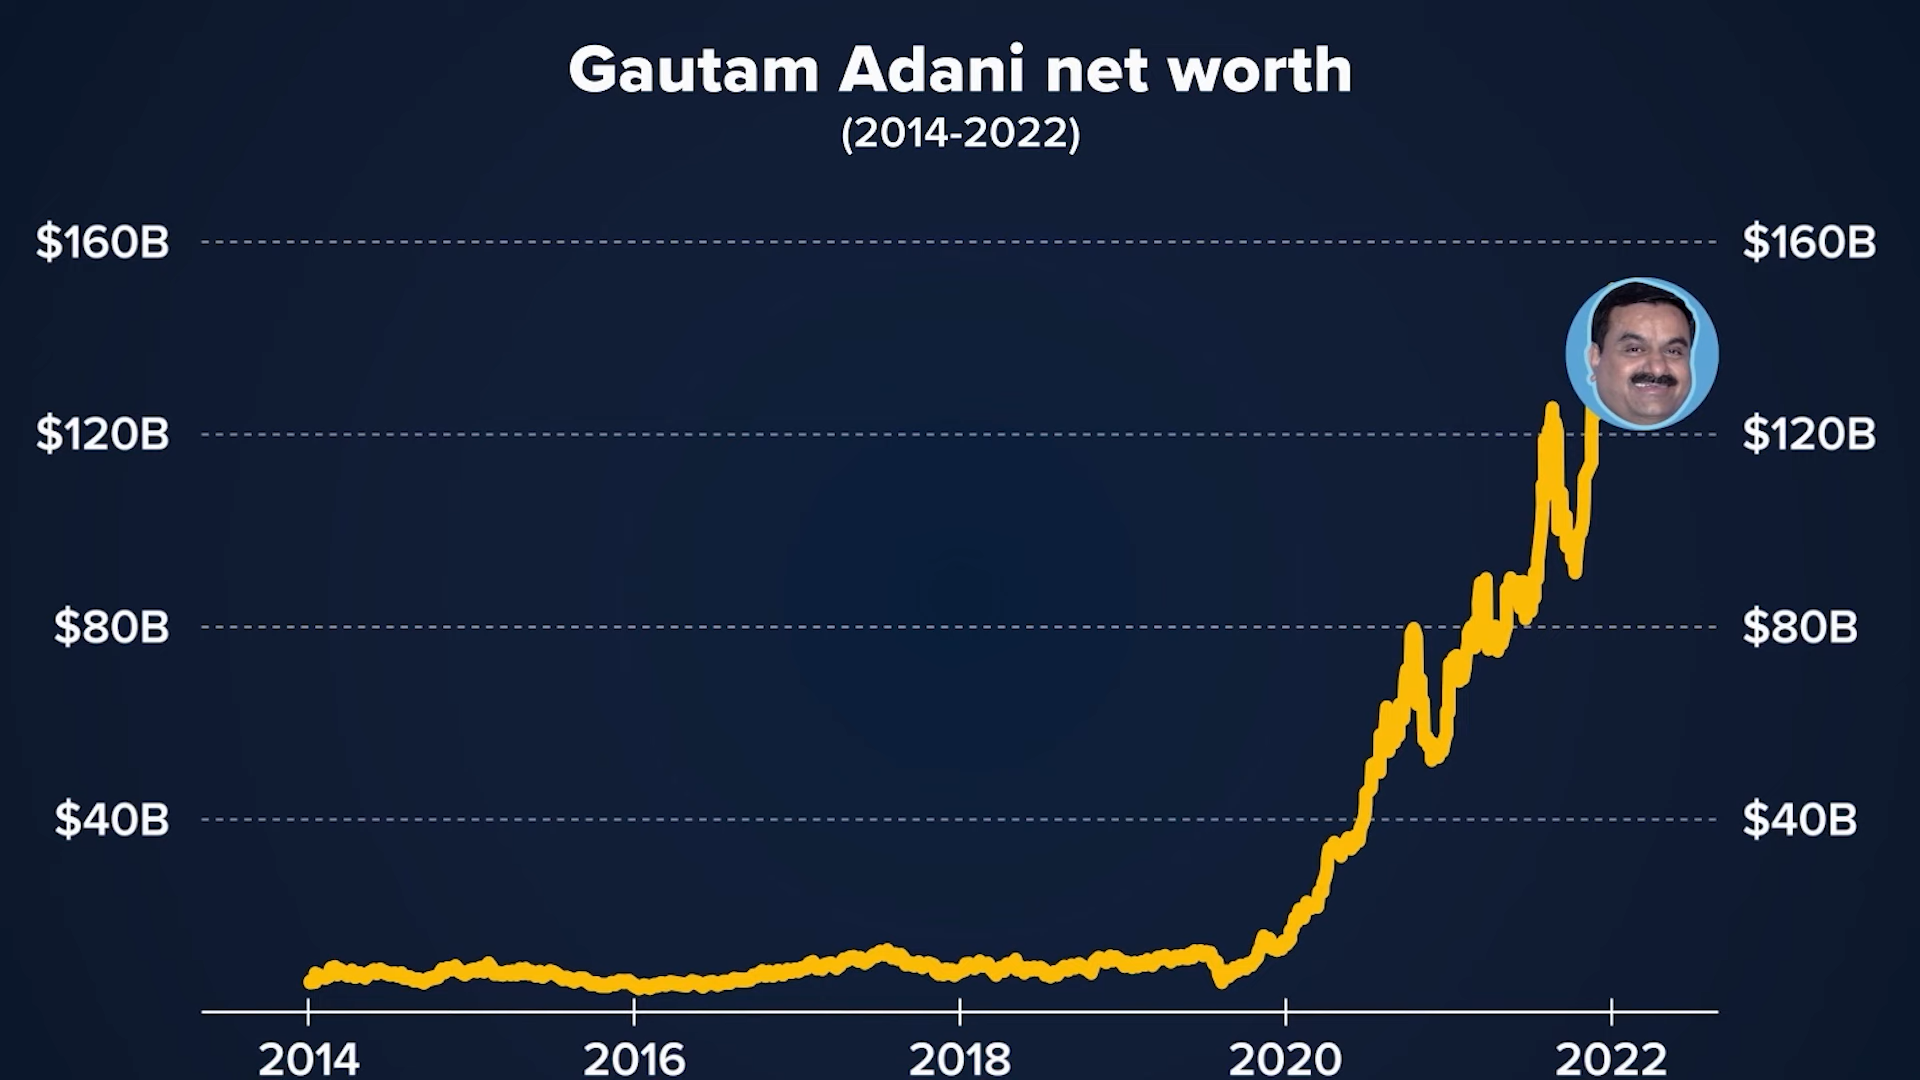 Gautam Adani net worth
(2014-2022)
$160B $160B
$120B $120B
$80B $80B
$40B $40B
2014 2016 2018 2020 2022